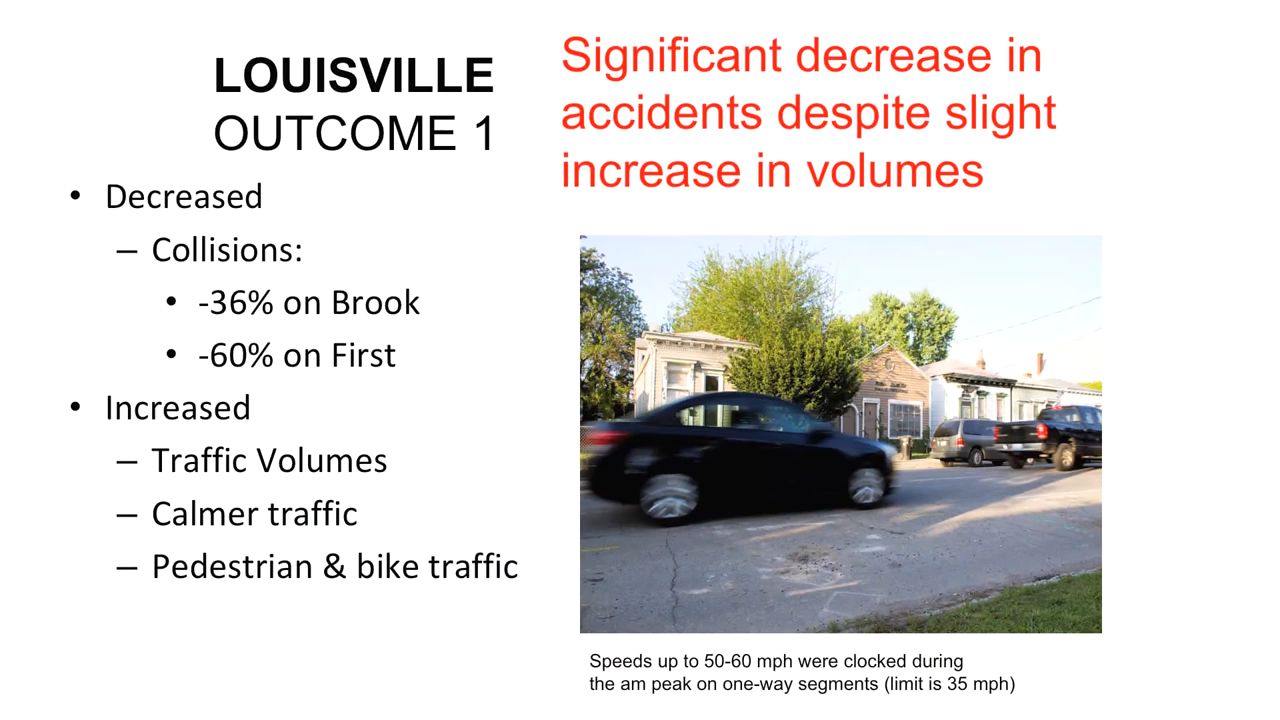 LOUISVILLE
OUTCOME 1
Significant decrease in
accidents despite slight
increase in volumes
• Decreased
– Collisions:
• -36% on Brook
• -60% on First
• Increased
– Traffic Volumes
– Calmer traffic
– Pedestrian & bike traffic
Speeds up to 50-60 mph were clocked during
the am peak on one-way segments (limit is 35 mph)